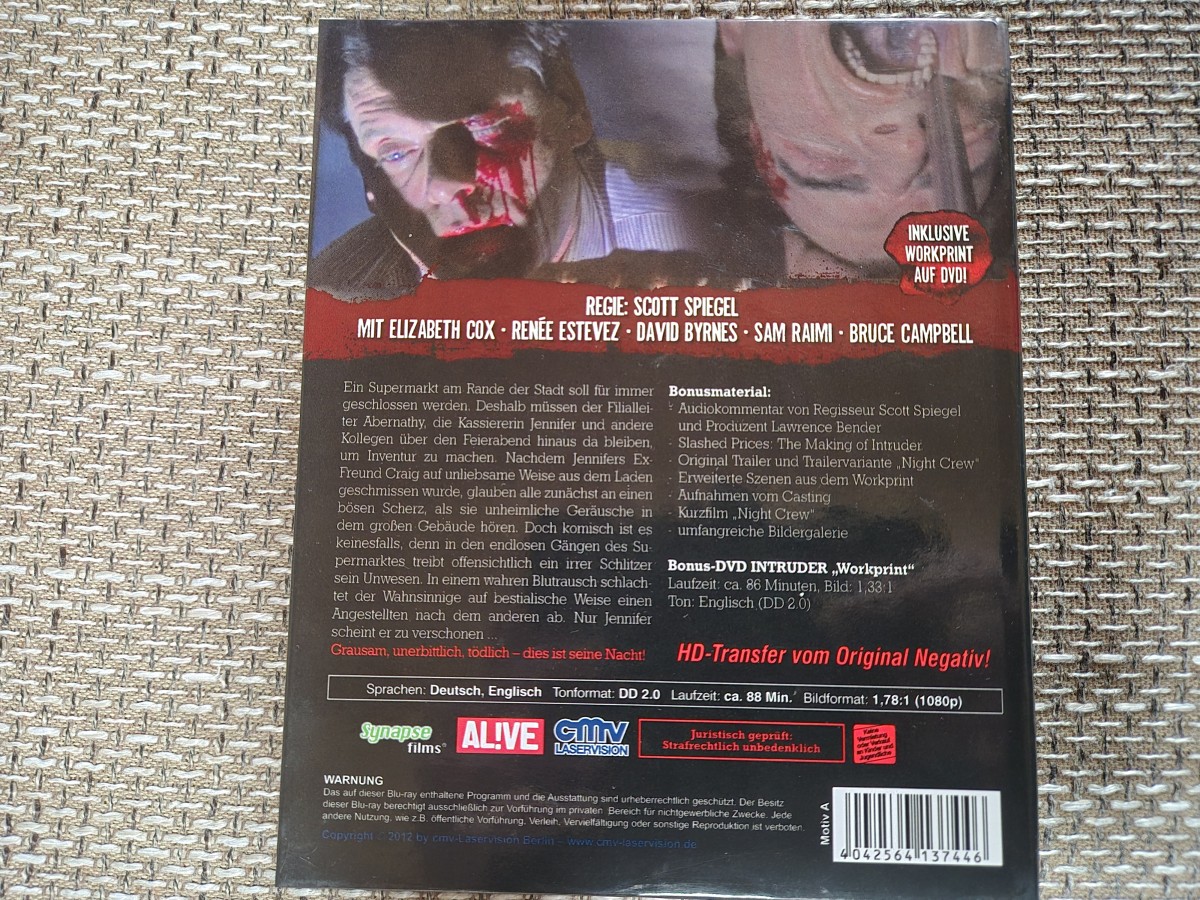 INKLUSIVE
WORKPRINT
AUF DVD!
REGIE: SCOTT SPIEGEL
MIT ELIZABETH COX · RENÉE ESTEVEZ · DAVID BYRNES · SAM RAIMI · BRUCE CAMPBELL
Ein Supermarkt am Rande der Stadt soll für immer
geschlossen werden. Deshalb müssen der Filiallei-
ter Abernathy, die Kassiererin Jennifer und andere
Kollegen über den Feierabend hinaus da bleiben,
um Inventur zu machen. Nachdem Jennifers Ex-
Freund Craig auf unliebsame Weise aus dem Laden
geschmissen wurde, glauben alle zunächst an einen
bösen Scherz, als sie unheimliche Geräusche in
dem großen Gebäude hören. Doch komisch ist es
keinesfalls, denn in den endlosen Gängen des Su-
permarktes treibt offensichtlich ein irrer Schlitzer
sein Unwesen. In einem wahren Blutrausch schlach-
tet der Wahnsinnige auf bestialische Weise einen
Angestellten nach dem anderen ab. Nur Jennifer
scheint er zu verschonen ...
Grausam, unerbittlich, tödlich – dies ist seine Nacht!
Bonusmaterial:
- Audiokommentar von Regisseur Scott Spiegel
und Produzent Lawrence Bender
- Slashed Prices: The Making of Intruder
- Original Trailer und Trailervariante „Night Crew“
- Erweiterte Szenen aus dem Workprint
- Aufnahmen vom Casting
- Kurzfilm „Night Crew“
umfangreiche Bildergalerie
Bonus-DVD INTRUDER „Workprint“
Laufzeit: ca. 86 Minuten, Bild: 1,33:1
Ton: Englisch (DD 2.0)
HD-Transfer vom Original Negativ!
Sprachen: Deutsch, Englisch Tonformat: DD 2.0 Laufzeit: ca. 88 Min. Bildformat: 1,78:1 (1080p)
Synapse
films®
AL!VE
cmv
LASERVISION
Juristisch geprüft:
Strafrechtlich unbedenklich
Keine
Vermietung
oder Verkauf
an Kinder und
Jugendliche
WARNUNG
Das auf dieser Blu-ray enthaltene Programm und die Ausstattung sind urheberrechtlich geschützt. Der Besitz
dieser Blu-ray berechtigt ausschließlich zur Vorführung im privaten Bereich für nichtgewerbliche Zwecke. Jede
andere Nutzung, wie z.B. öffentliche Vorführung, Verleih, Vervielfältigung oder sonstige Reproduktion ist verboten.
Copyright © 2012 by cmv-Laservision Berlin – www.cmv-laservision.de
Motiv A
4 042564 137446